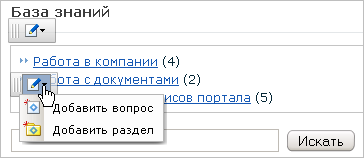 База знаний
Работа в компании (4)
ота с документами (2)
Добавить вопрос
исов портала (5)
Добавить раздел
Искать